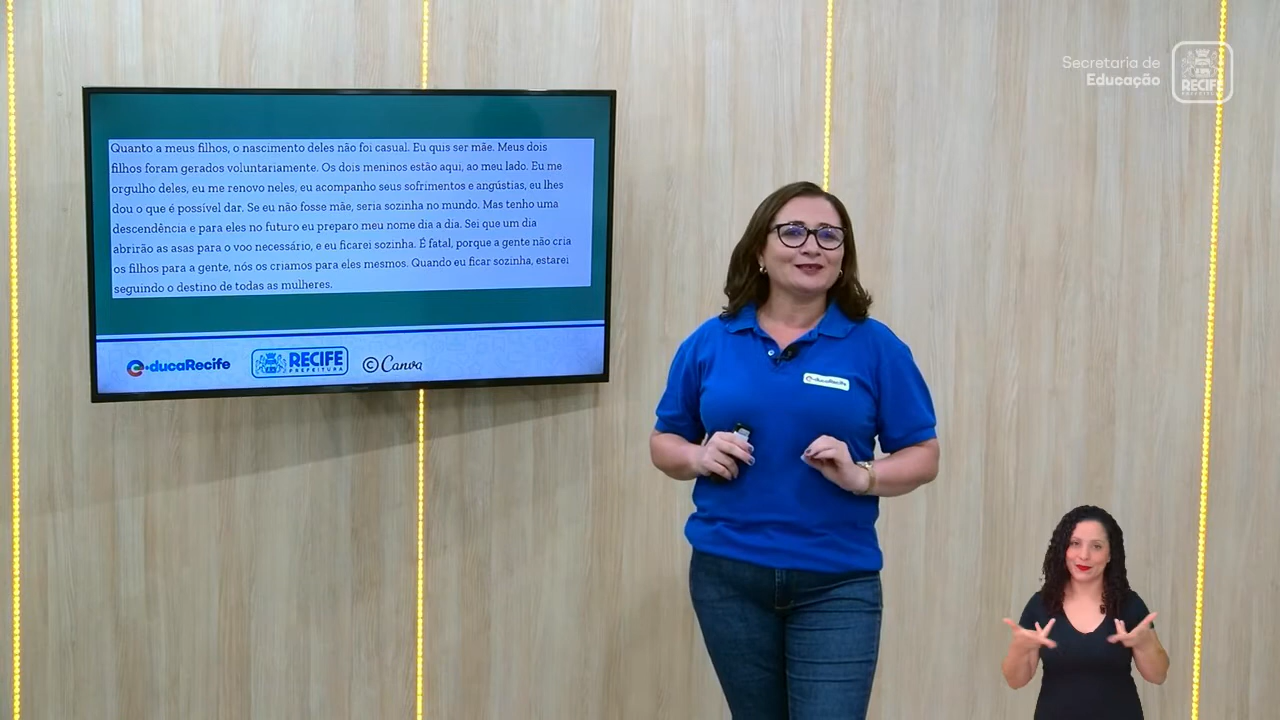 Secretaria de
Educação
RECIFE
Quanto a meus filhos, o nascimento deles não foi casual. Eu quis ser mãe. Meus dois
filhos foram gerados voluntariamente. Os dois meninos estão aqui, ao meu lado. Eu me
orgulho deles, eu me renovo neles, eu acompanho seus sofrimentos e angústias, eu lhes
dou o que é possível dar. Se eu não fosse mãe, seria sozinha no mundo. Mas tenho uma
descendência e para eles no futuro eu preparo meu nome dia a dia. Sei que um dia
abrirão as asas para o voo necessário, e eu ficarei sozinha. É fatal, porque a gente não cria
os filhos para a gente, nós os criamos para eles mesmos. Quando eu ficar sozinha, estarei
seguindo o destino de todas as mulheres.
EducaRecife
RECIFE
PREFEITURA
© Canva
EducaRecife